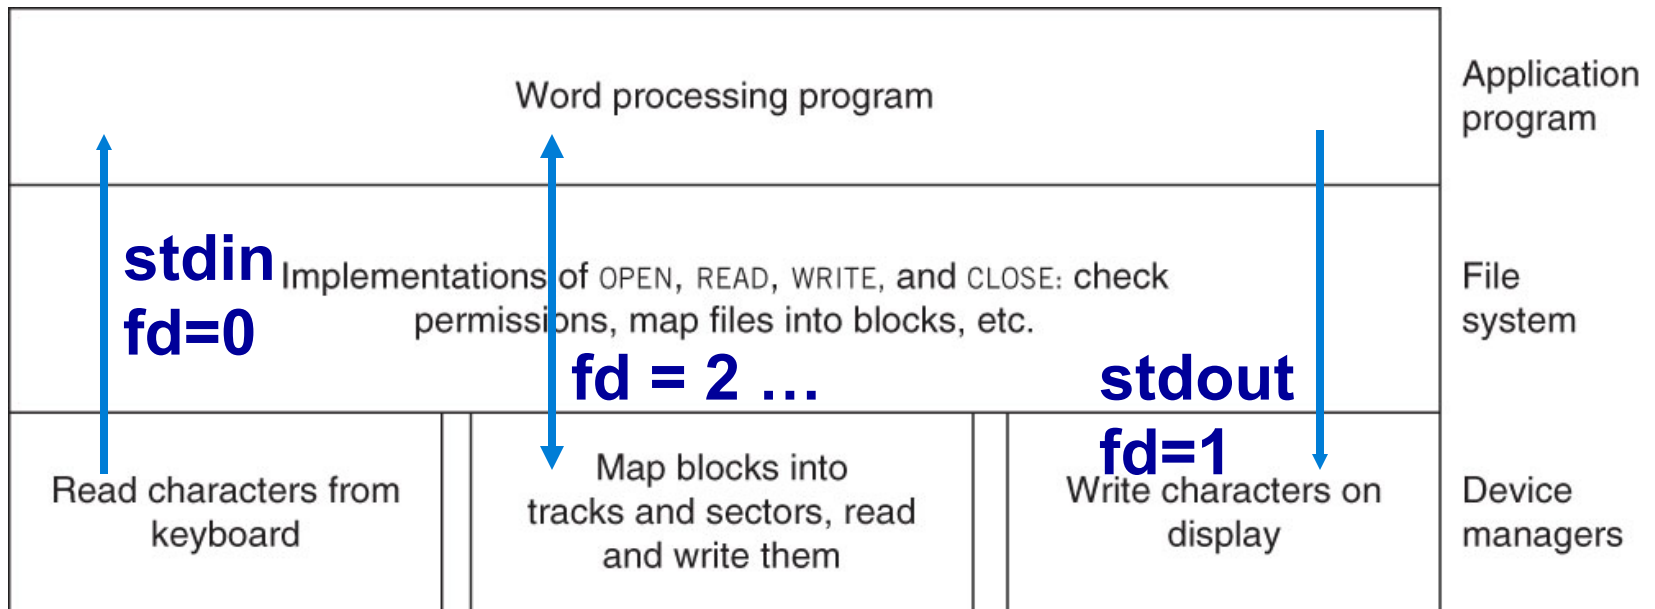 Word processing program
Application
program
stdin
fd=0
Implementations of OPEN, READ, WRITE, and CLOSE: check
permissions, map files into blocks, etc.
File
system
fd = 2 …
stdout
fd=1
Read characters from
keyboard
Map blocks into
tracks and sectors, read
and write them
Write characters on
display
Device
managers